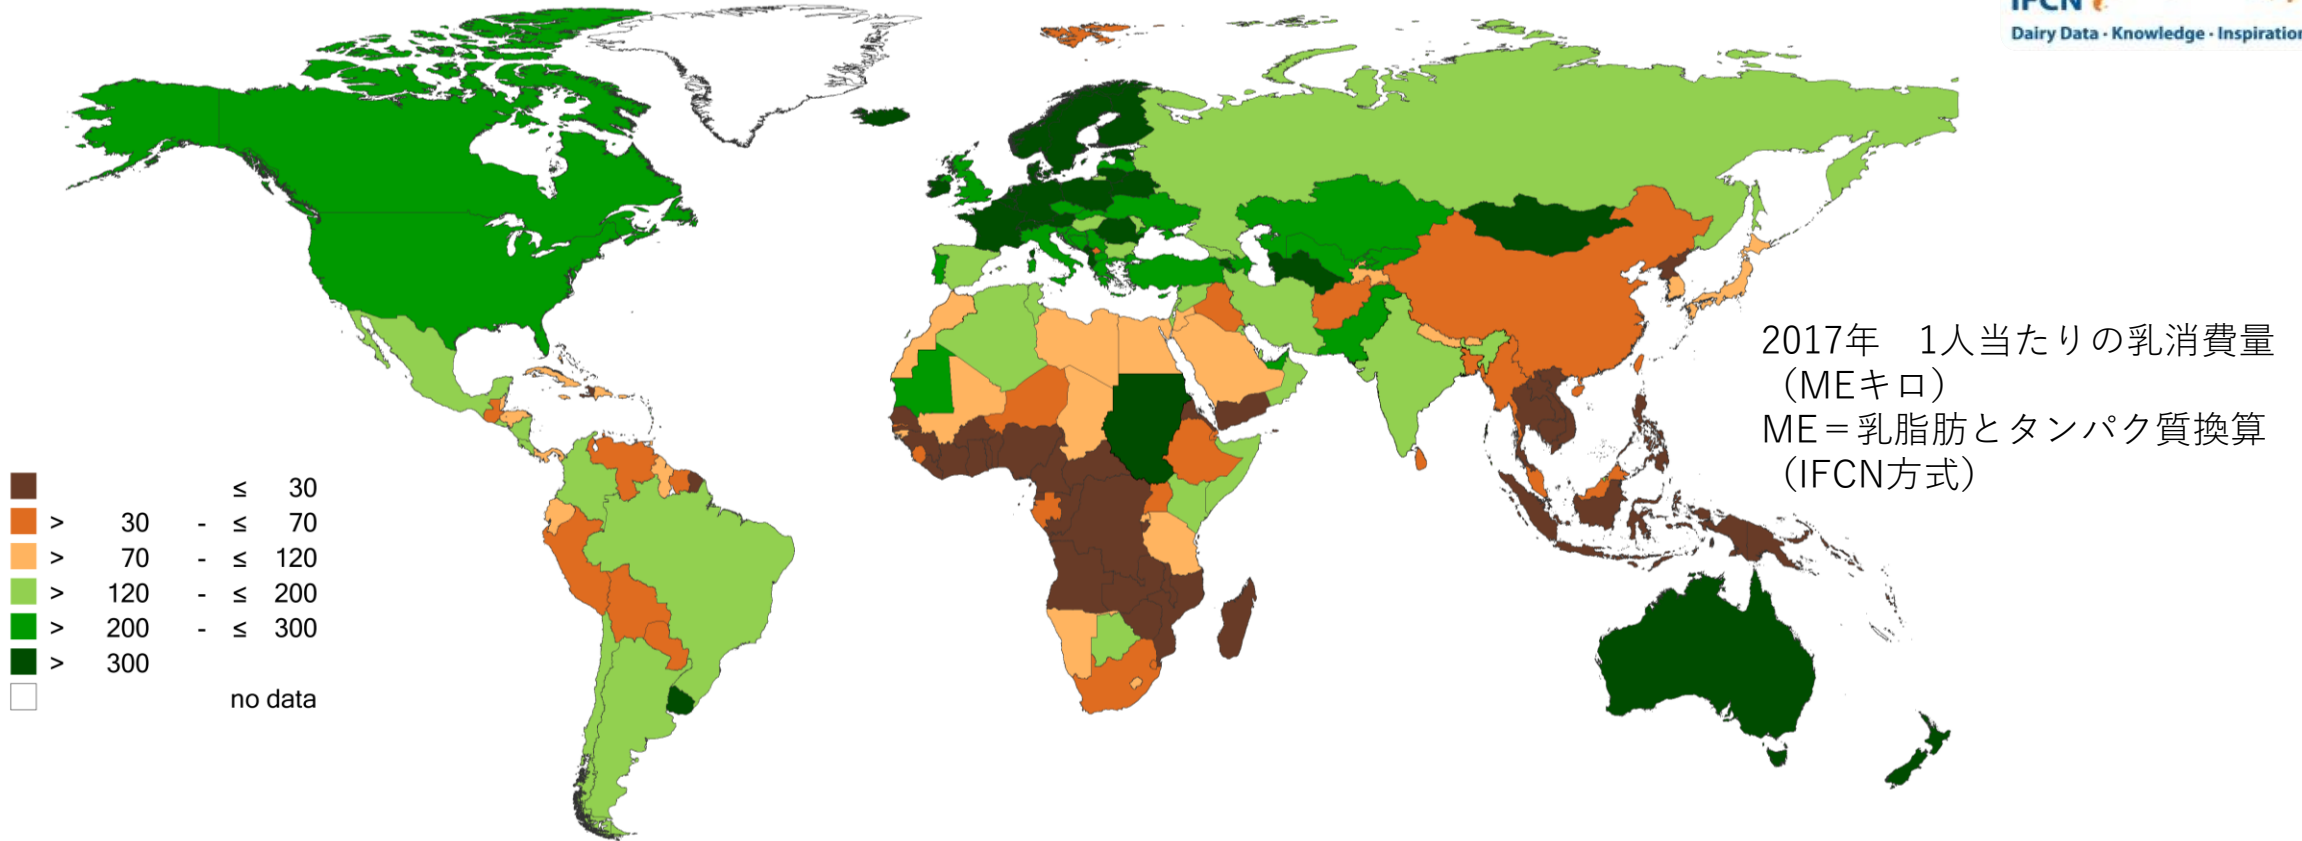 IFCN
Dairy Data · Knowledge · Inspiration
2017年　1人当たりの乳消費量
（MEキロ）
ME＝乳脂肪とタンパク質換算
（IFCN方式）
≤ 30
> 30 - ≤ 70
> 70 - ≤ 120
> 120 - ≤ 200
> 200 - ≤ 300
> 300
no data